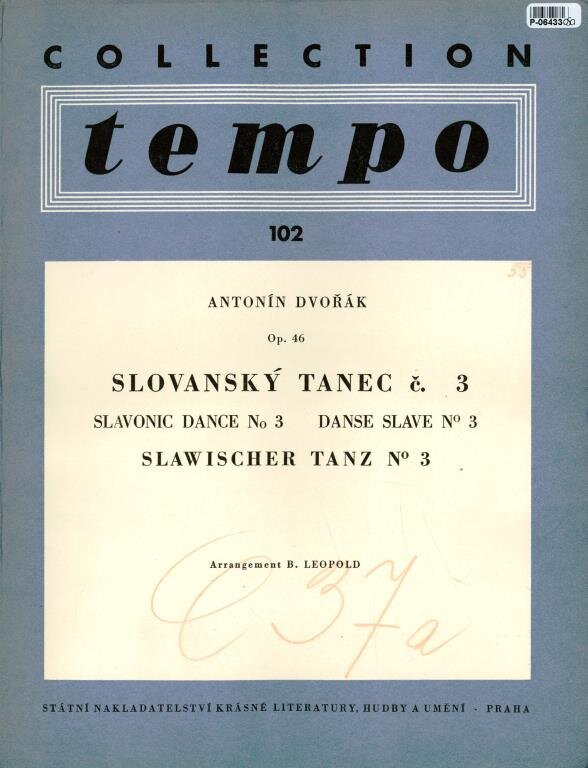 P-06433
COLLECTION
tempo
102
55
ANTONÍN DVOŘÁK
Op. 46
SLOVANSKÝ TANEC č. 3
SLAVONIC DANCE No 3 DANSE SLAVE Nº 3
SLAWISCHER TANZ Nº 3
Arrangement B. LEOPOLD
C 37a
STÁTNÍ NAKLADATELSTVÍ KRÁSNÉ LITERATURY, HUDBY A UMĚNÍ - PRAHA